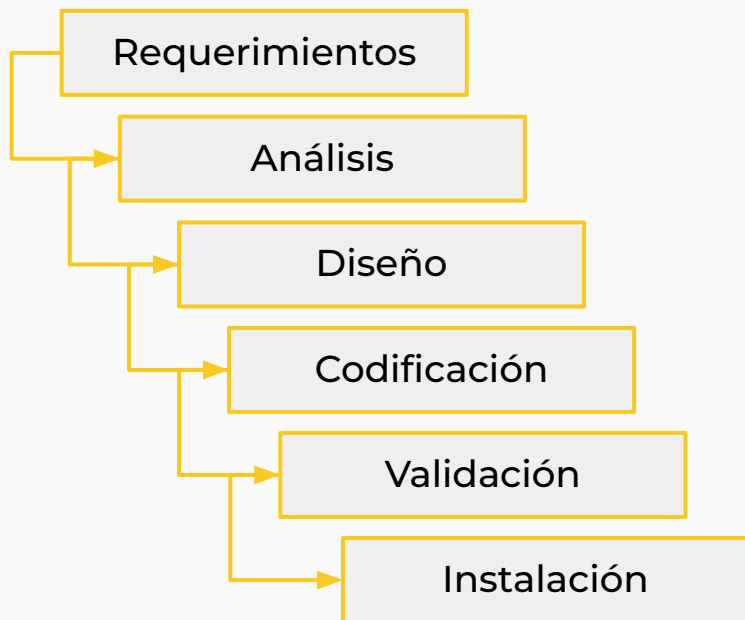 Requerimientos
Análisis
Diseño
Codificación
Validación
Instalación